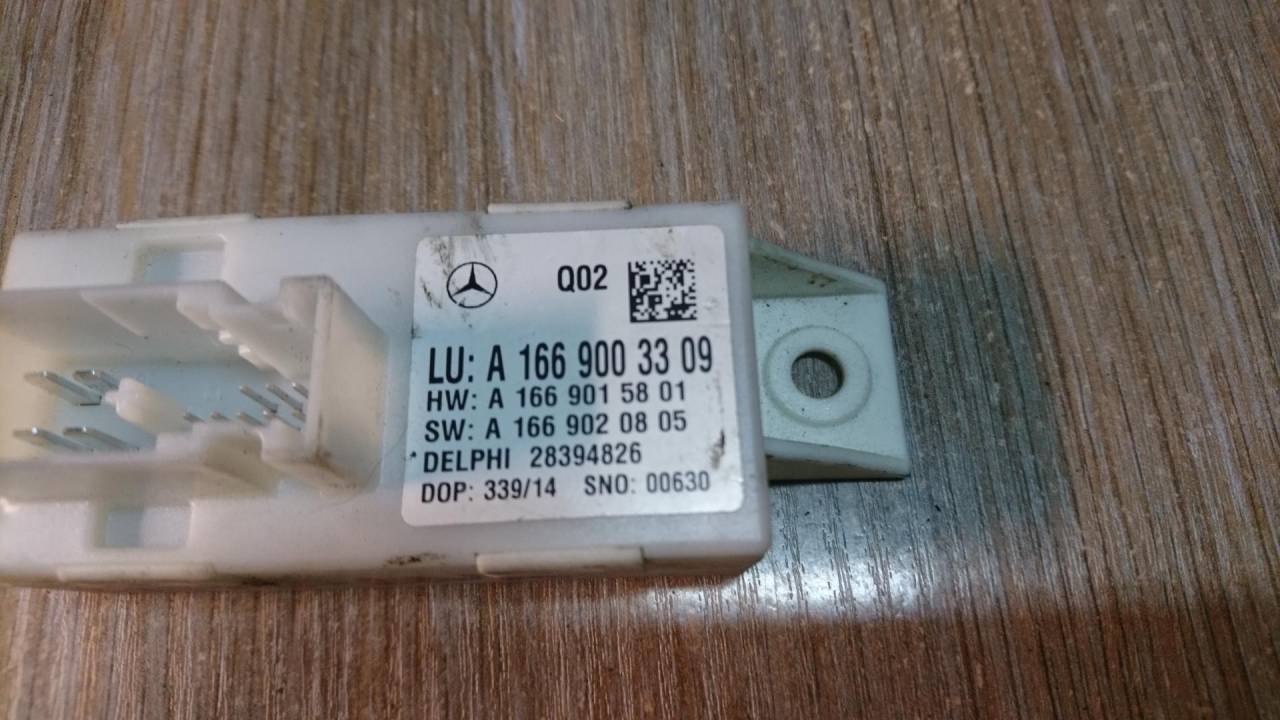 Q02
LU: A 166 900 33 09
HW: A 166 901 58 01
SW: A 166 902 08 05
DELPHI 28394826
DOP: 339/14 SNO: 00630